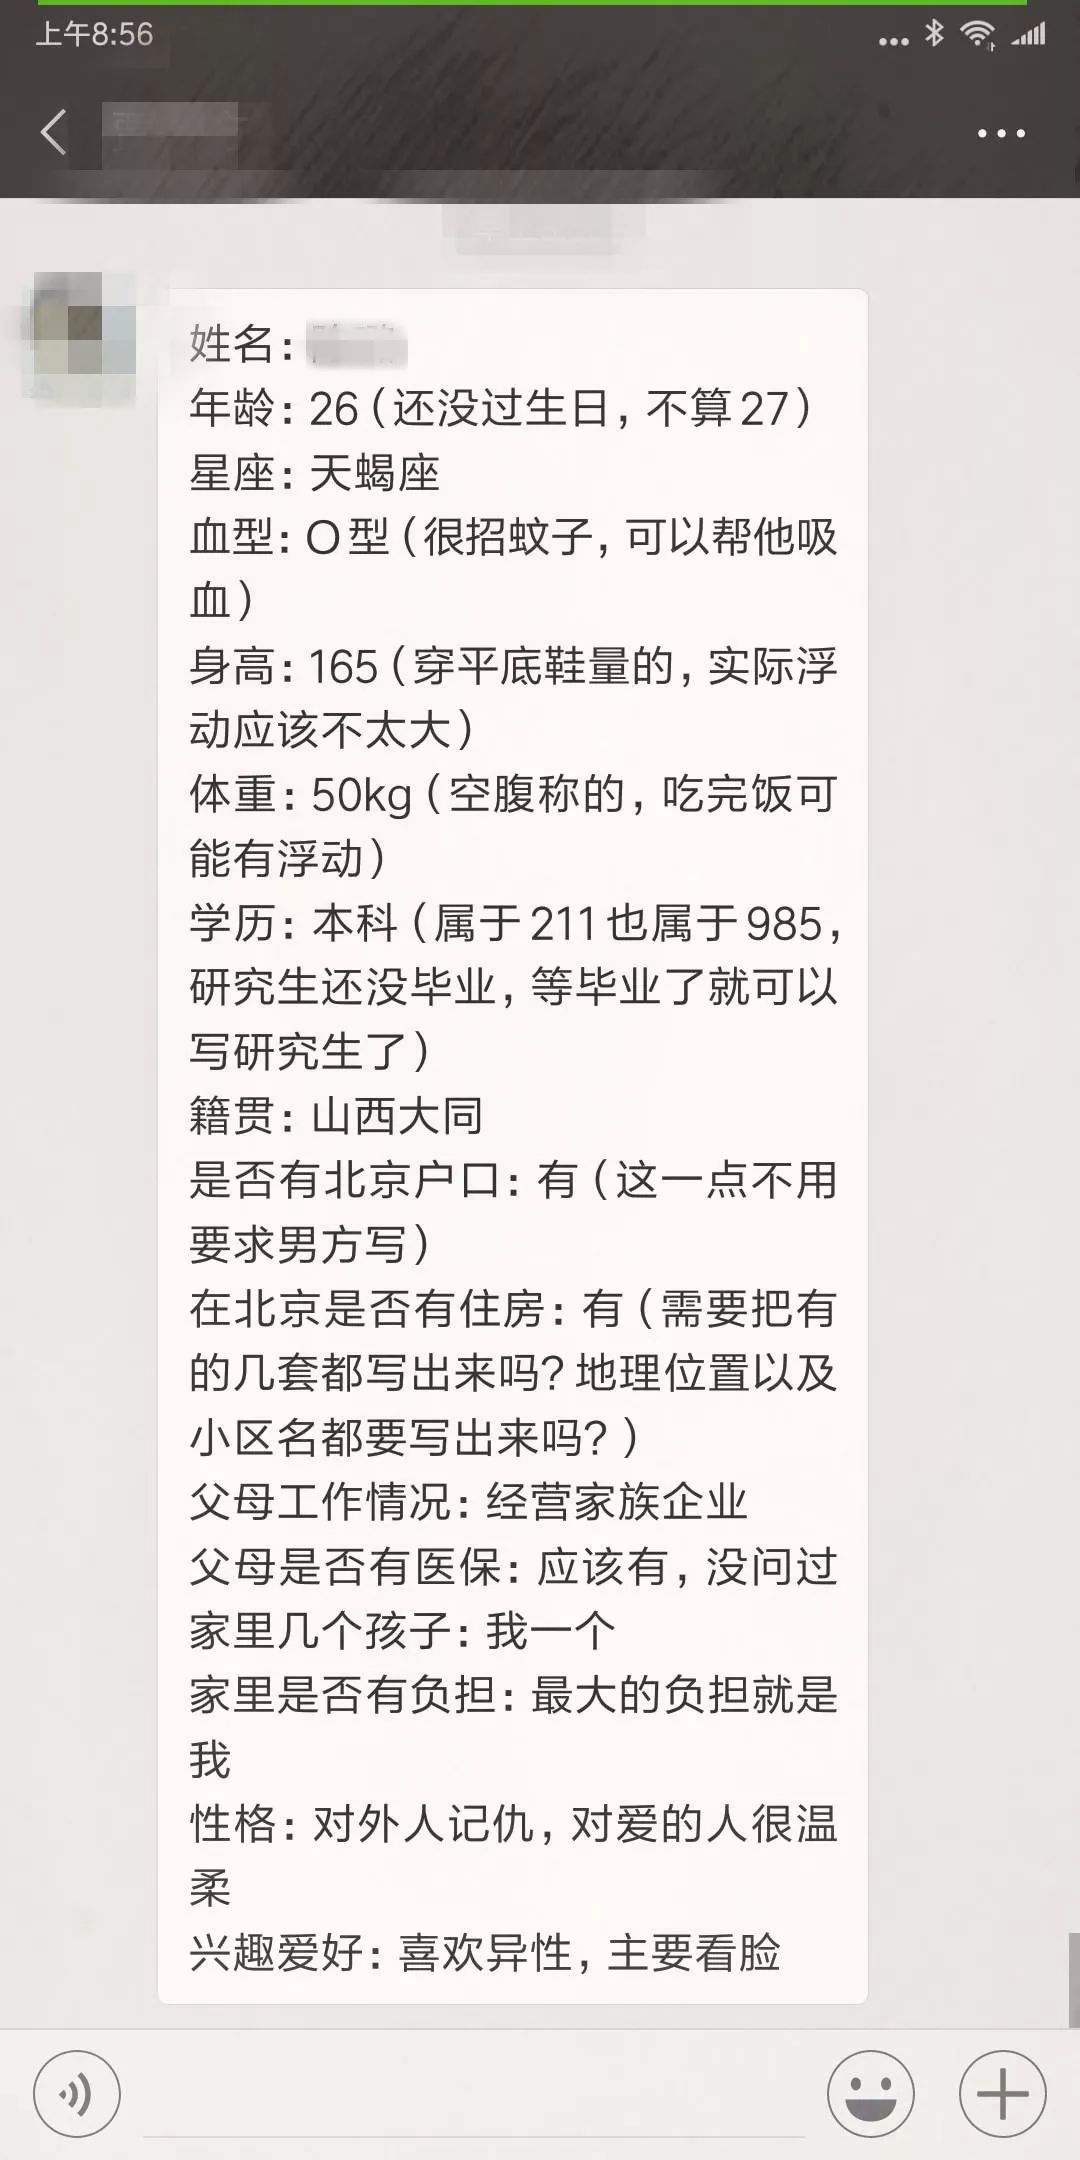 上午8:56
姓名:
年龄: 26 (还没过生日, 不算27)
星座: 天蝎座
血型: O型 (很招蚊子, 可以帮他吸
血)
身高: 165 (穿平底鞋量的, 实际浮
动应该不太大)
体重: 50kg (空腹称的, 吃完饭可
能有浮动)
学历: 本科 (属于211也属于985,
研究生还没毕业, 等毕业了就可以
写研究生了)
籍贯: 山西大同
是否有北京户口: 有 (这一点不用
要求男方写)
在北京是否有住房: 有 (需要把有
的几套都写出来吗? 地理位置以及
小区名都要写出来吗? )
父母工作情况: 经营家族企业
父母是否有医保: 应该有, 没问过
家里几个孩子: 我一个
家里是否有负担: 最大的负担就是
我
性格: 对外人记仇, 对爱的人很温
柔
兴趣爱好: 喜欢异性, 主要看脸